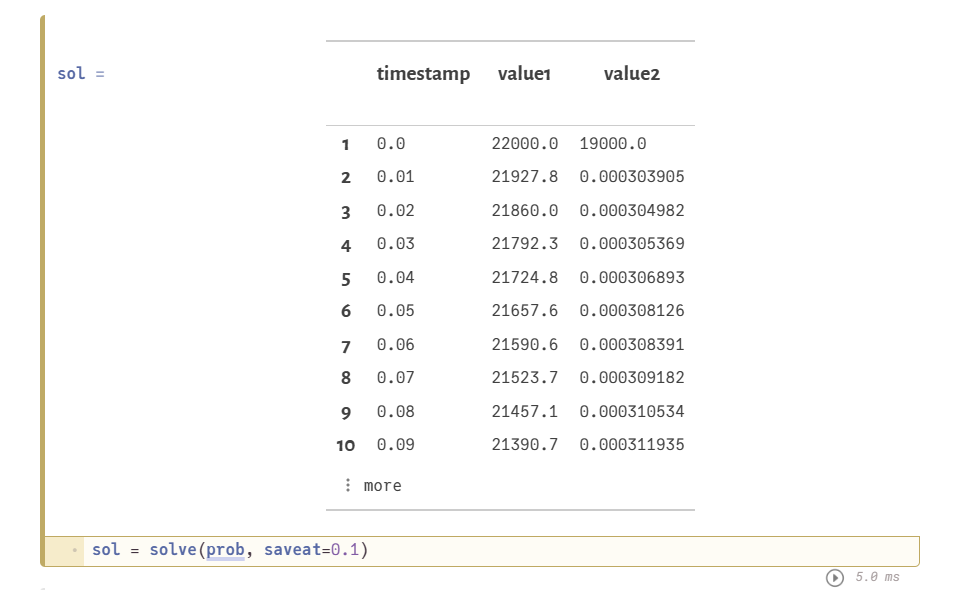 sol = timestamp value1 value2
1 0.0 22000.0 19000.0
2 0.01 21927.8 0.000303905
3 0.02 21860.0 0.000304982
4 0.03 21792.3 0.000305369
5 0.04 21724.8 0.000306893
6 0.05 21657.6 0.000308126
7 0.06 21590.6 0.000308391
8 0.07 21523.7 0.000309182
9 0.08 21457.1 0.000310534
10 0.09 21390.7 0.000311935
⋮ more
sol = solve(prob, saveat=0.1)
5.0 ms